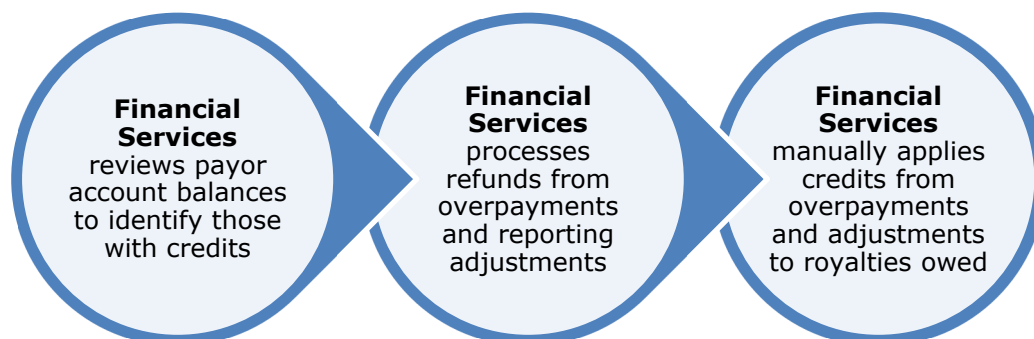 Financial
Services
reviews payor
account balances
to identify those
with credits
Financial
Services
processes
refunds from
overpayments
and reporting
adjustments
Financial
Services
manually applies
credits from
overpayments
and adjustments
to royalties owed